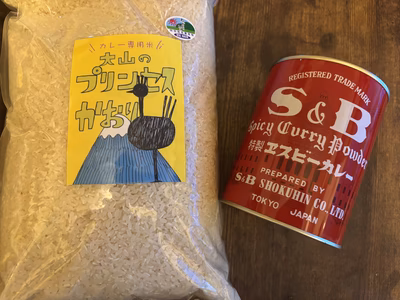 カレー専用米
大山の
プリンセス
かおり
REGISTERED TRADE MARK
S & B
Spicy Curry Powder
特製ヱスビーカレー
PREPARED BY
S&B SHOKUHIN CO., LTD.
TOKYO JAPAN